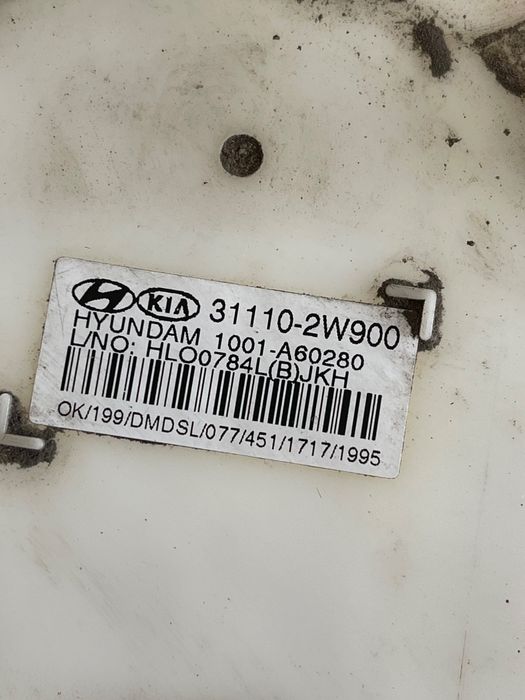 KIA 31110-2W900
HYUNDAM 1001-A60280
L/NO: HLO0784L(B)JKH
OK/199/DMDSL/077/451/1717/1995